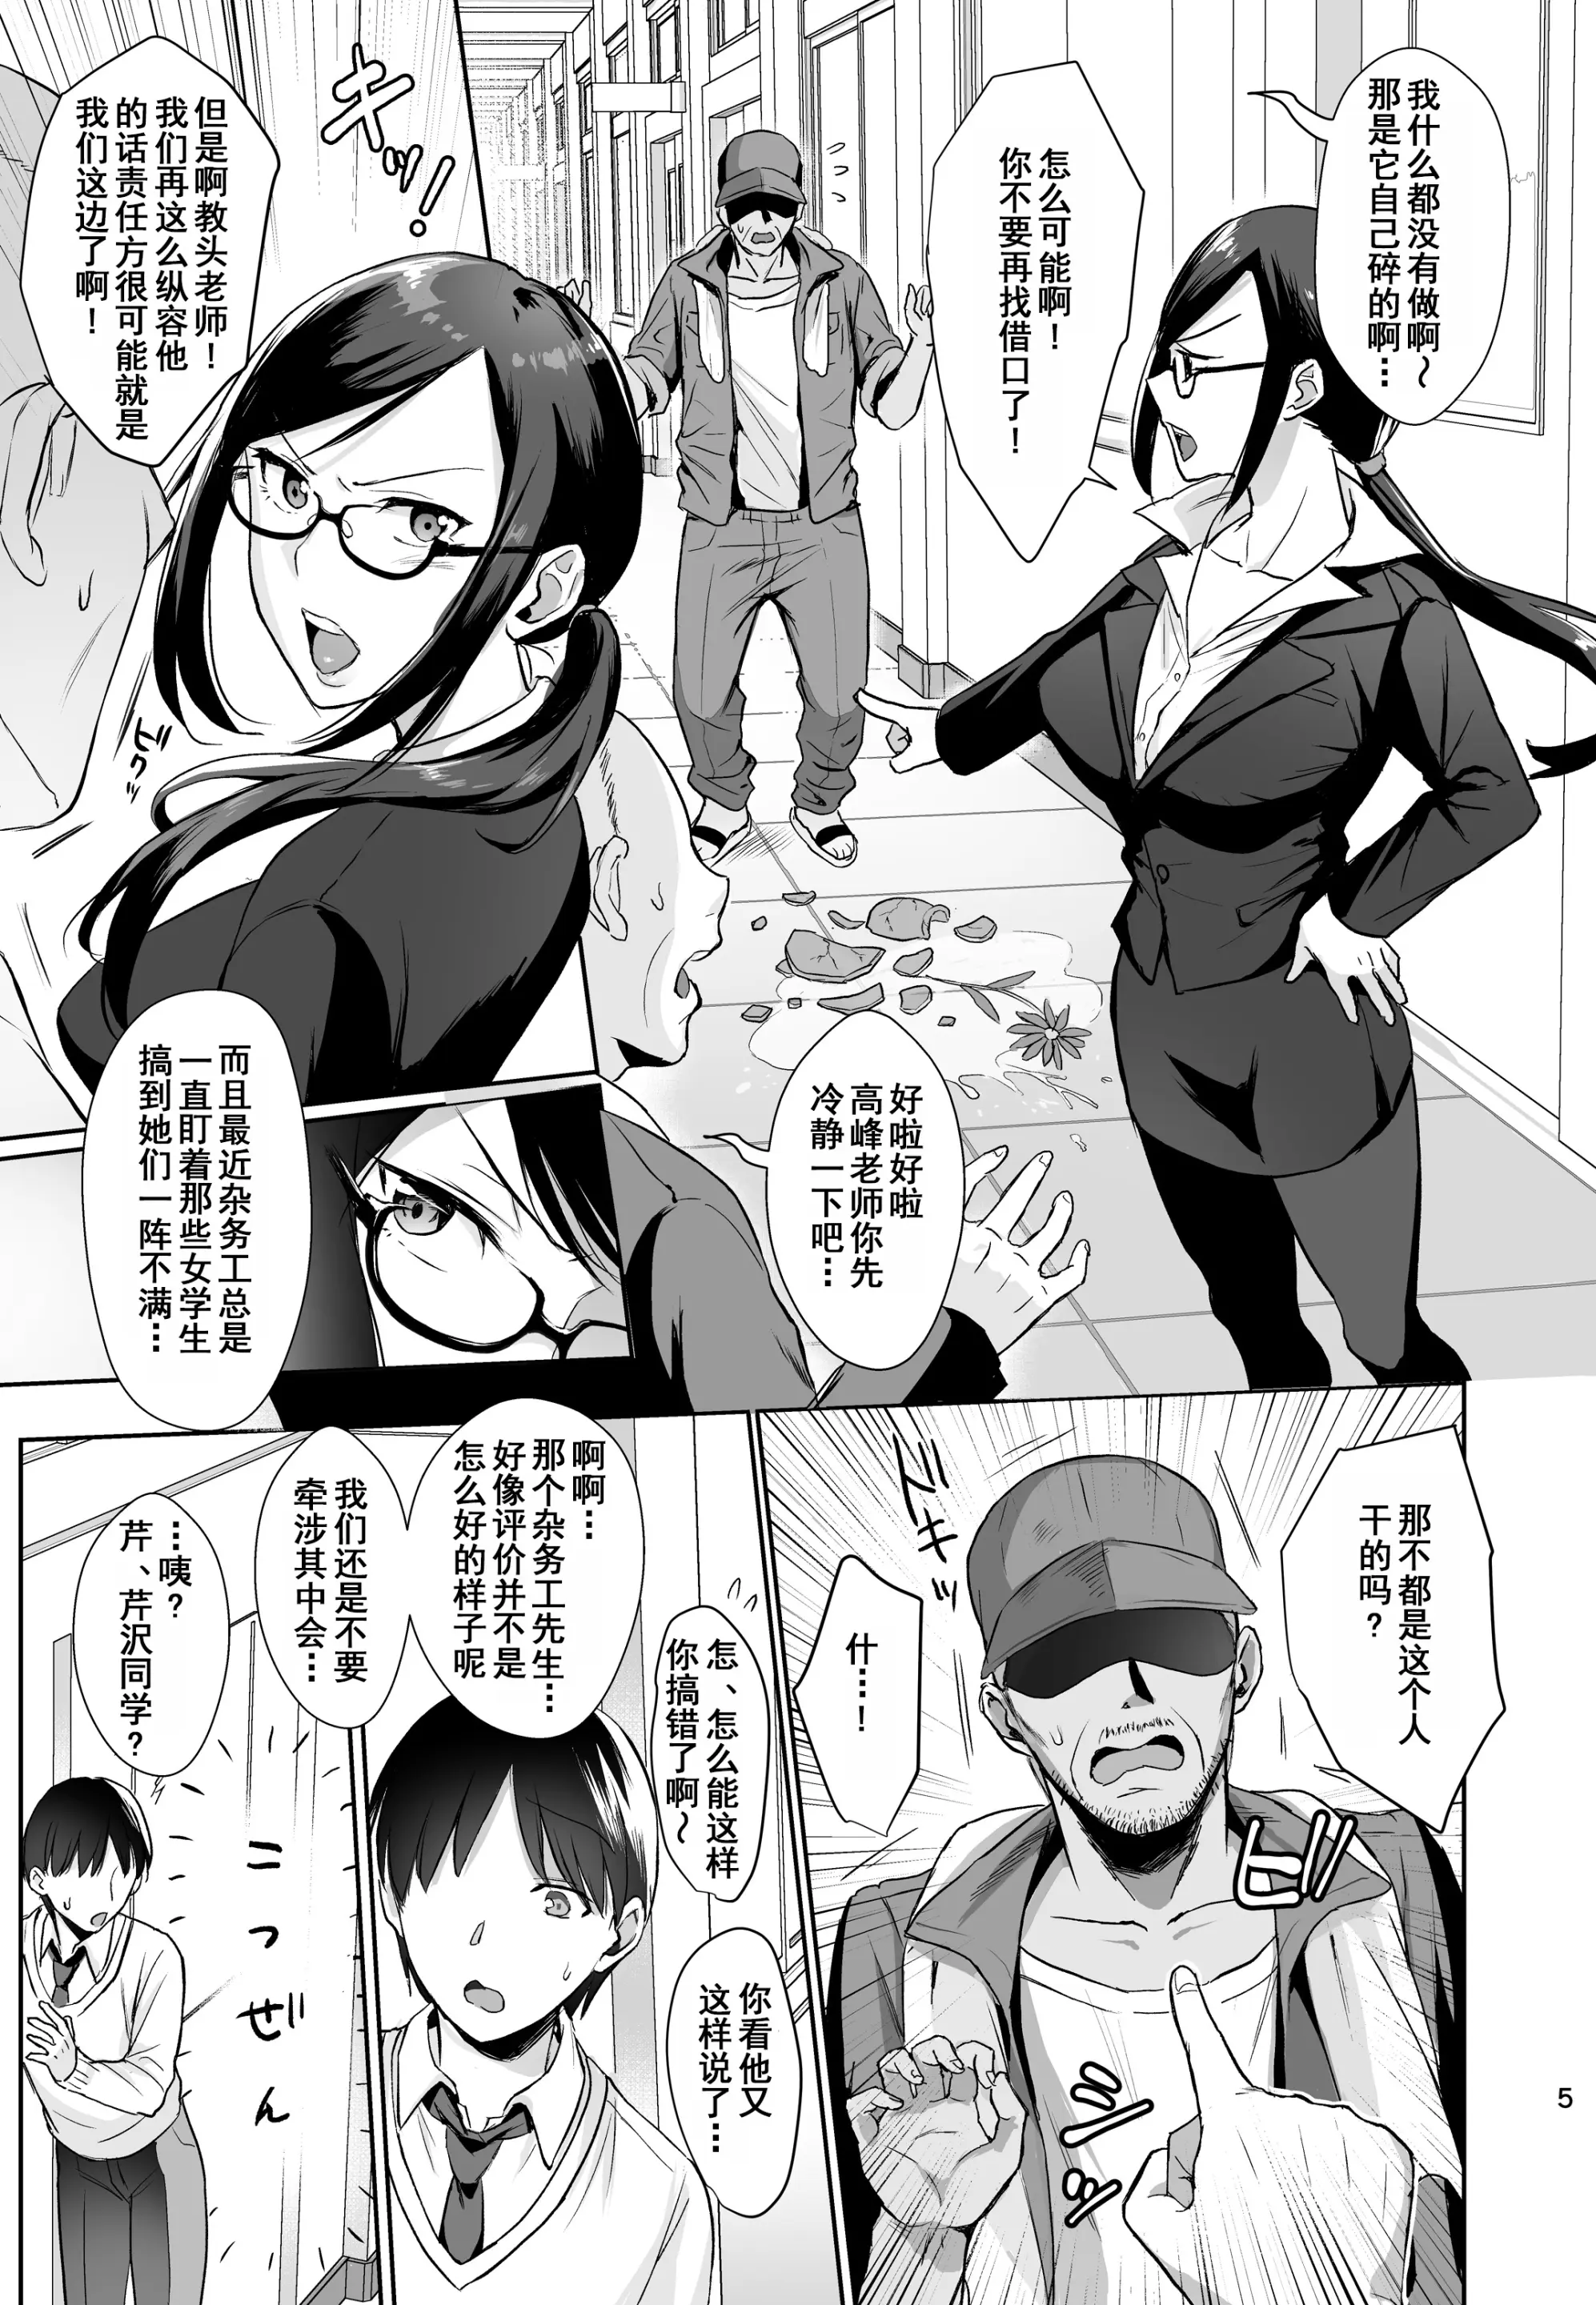 我什么都没有做啊～
那是它自己碎的啊…
怎么可能啊！
你不要再找借口了！
好啦好啦
高峰老师你先
冷静一下吧…
キッ！
但是啊教头老师！
我们再这么纵容他
的话责任方很可能就是
我们这边了啊！
グイッ
而且最近杂务工总是
一直盯着那些女学生
搞到她们一阵不满…
那不都是这个人
干的吗？
ドキッ
什…！
ビシッ
怎、怎么能这样
你搞错了啊～
你看他又
这样说了…
啊啊…
那个杂务工先生…
好像评价并不是
怎么好的样子呢
我们还是不要
牵涉其中会…
こつぜん
…咦？
芹、芹沢同学？
5